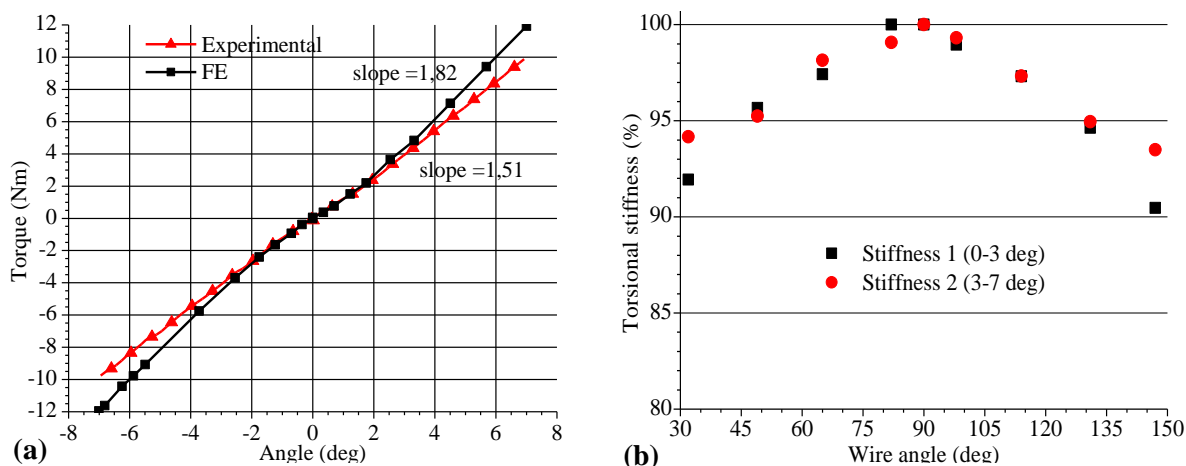 12
10
8
6
4
2
0
-2
-4
-6
-8
-10
-12
Torque (Nm)
Experimental
FE
slope =1,82
slope =1,51
-8 -6 -4 -2 0 2 4 6 8
Angle (deg)
(a)
100
95
90
85
80
Torsional stiffness (%)
Stiffness 1 (0-3 deg)
Stiffness 2 (3-7 deg)
30 45 60 75 90 105 120 135 150
Wire angle (deg)
(b)